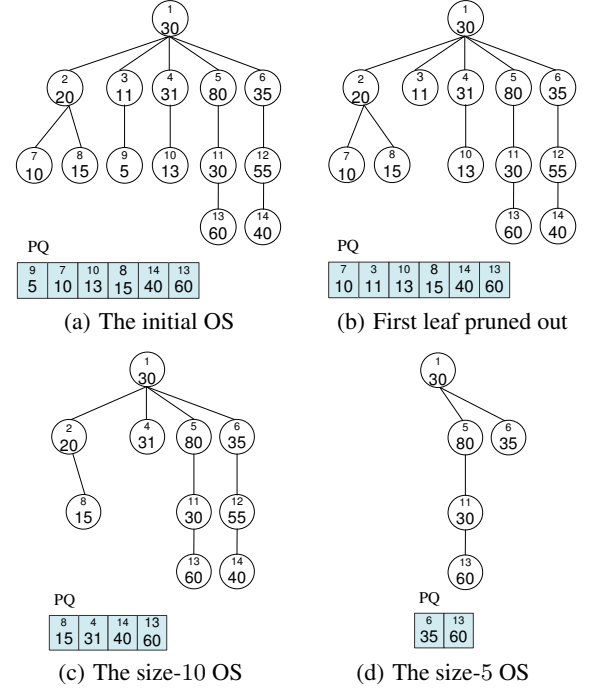 1 1
30 30
2 3 4 5 6 2 3 4 5 6
20 11 31 80 35 20 11 31 80 35
7 8 9 10 11 12 7 8 10 11 12
10 15 5 13 30 55 10 15 13 30 55
13 14 13 14
60 40 60 40
PQ PQ
9 7 10 8 14 13 7 3 10 8 14 13
5 10 13 15 40 60 10 11 13 15 40 60
(a) The initial OS (b) First leaf pruned out
1 1
30 30
2 4 5 6 5 6
20 31 80 35 80 35
8 11 12 11
15 30 55 30
13 14 13
60 40 60
PQ PQ
8 4 14 13 6 13
15 31 40 60 35 60
(c) The size-10 OS (d) The size-5 OS